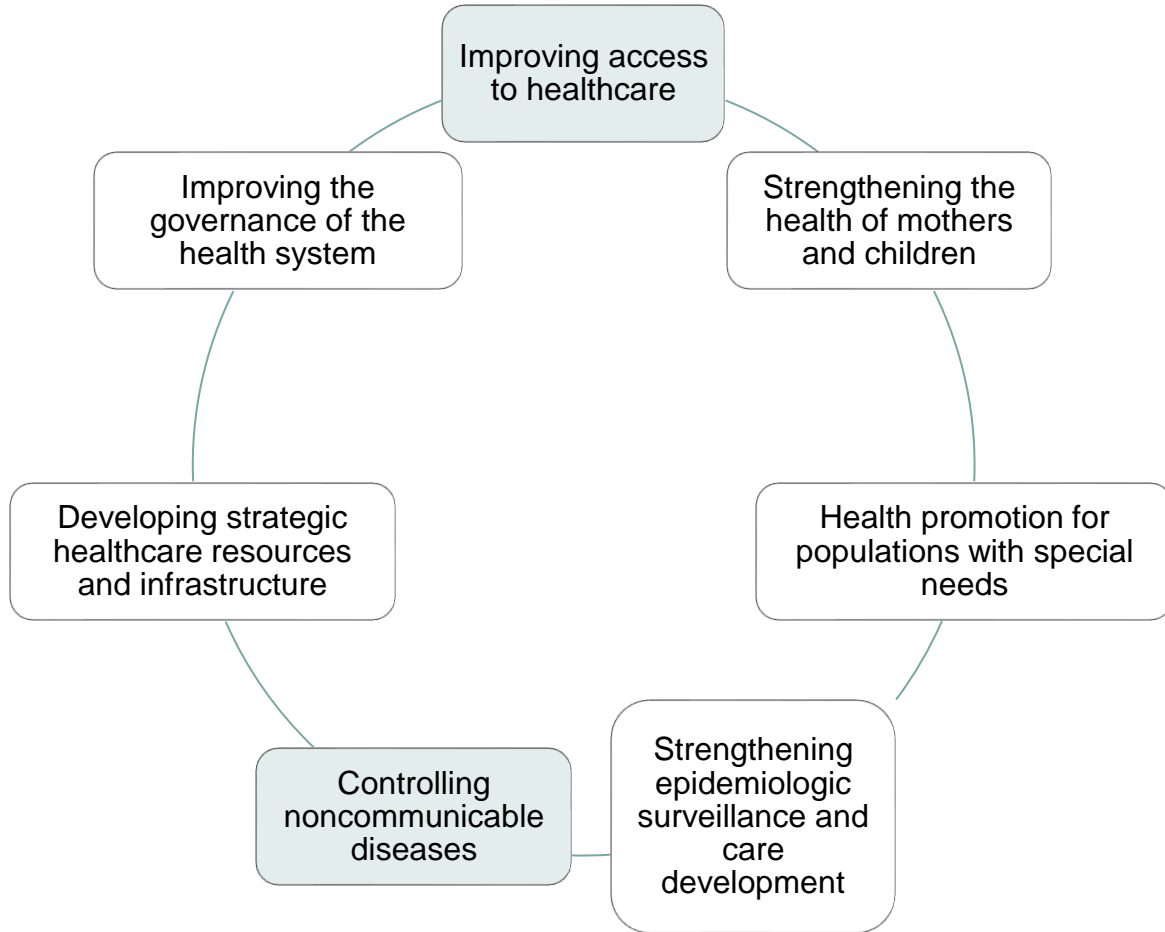 Improving access
to healthcare
Strengthening the
health of mothers
and children
Health promotion for
populations with special
needs
Strengthening
epidemiologic
surveillance and
care
development
Controlling
noncommunicable
diseases
Developing strategic
healthcare resources
and infrastructure
Improving the
governance of the
health system